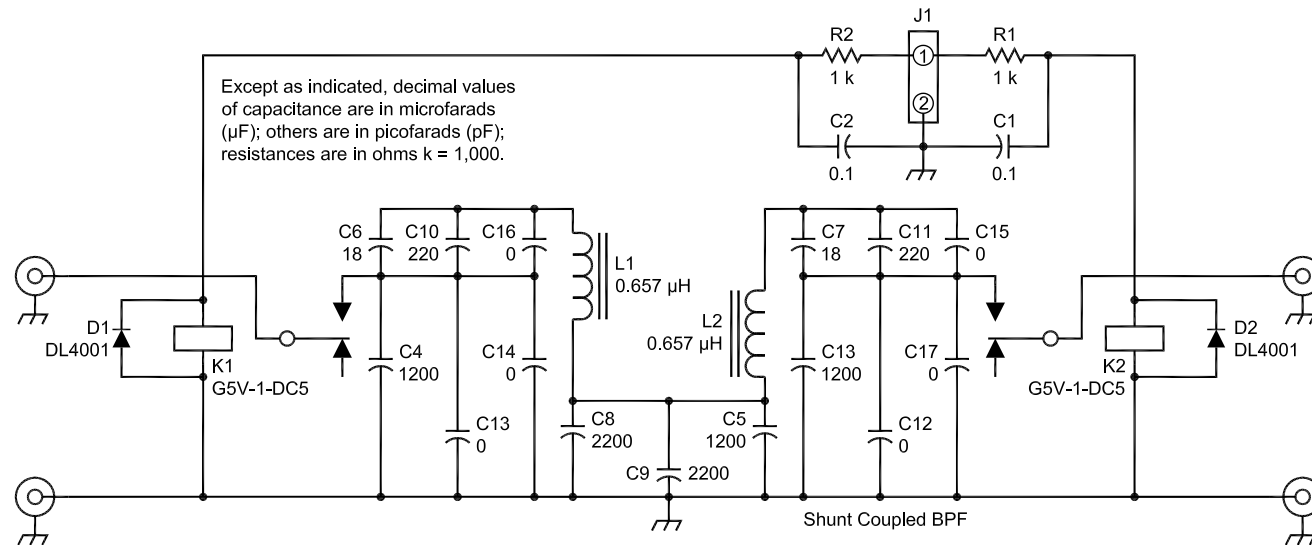 J1
R2
R1
1
1 k
1 k
2
C2
C1
0.1
0.1
Except as indicated, decimal values
of capacitance are in microfarads
(µF); others are in picofarads (pF);
resistances are in ohms k = 1,000.
C6
18
C10
220
C16
0
L1
0.657 µH
C7
18
C11
220
C15
0
D1
DL4001
K1
G5V-1-DC5
C4
1200
C14
0
L2
0.657 µH
C13
1200
C17
0
D2
DL4001
K2
G5V-1-DC5
C13
0
C8
2200
C5
1200
C12
0
C9 2200
Shunt Coupled BPF